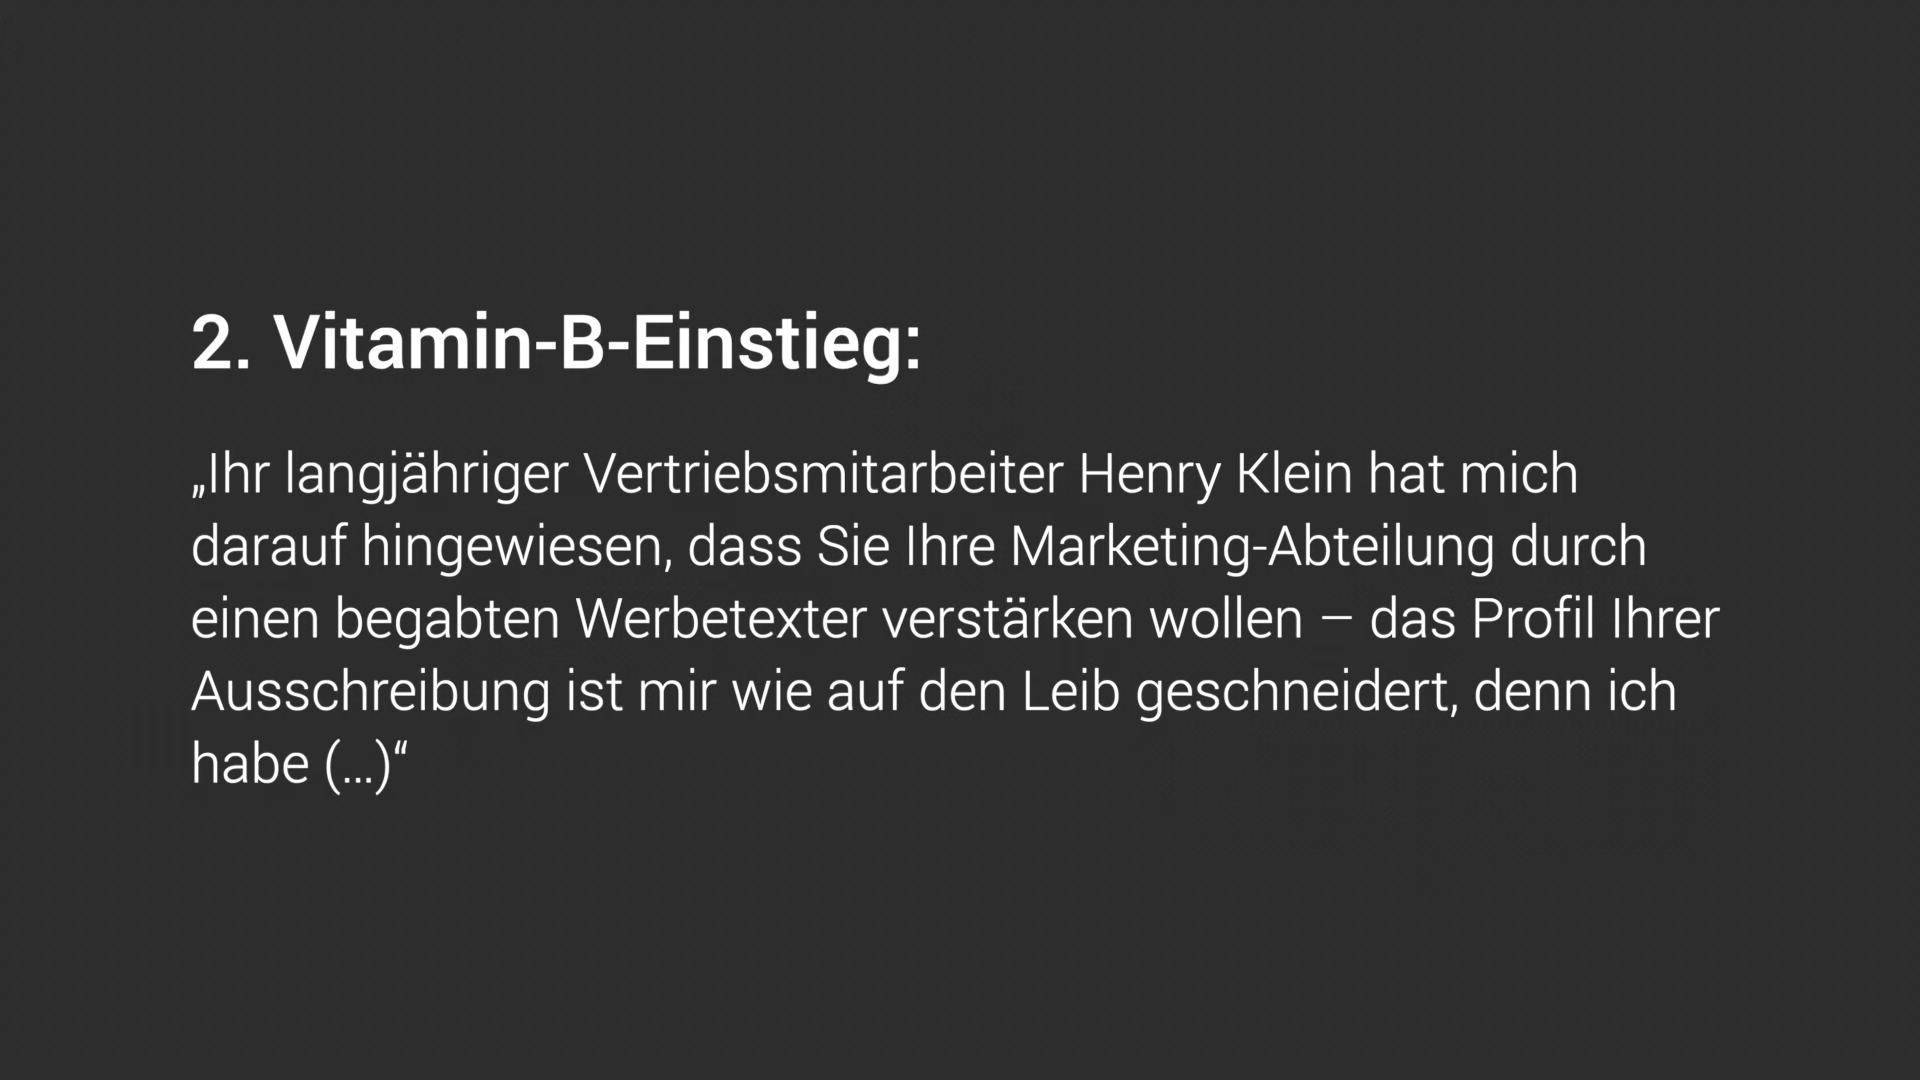 2. Vitamin-B-Einstieg:
„Ihr langjähriger Vertriebsmitarbeiter Henry Klein hat mich
darauf hingewiesen, dass Sie Ihre Marketing-Abteilung durch
einen begabten Werbetexter verstärken wollen – das Profil Ihrer
Ausschreibung ist mir wie auf den Leib geschneidert, denn ich
habe (...)“